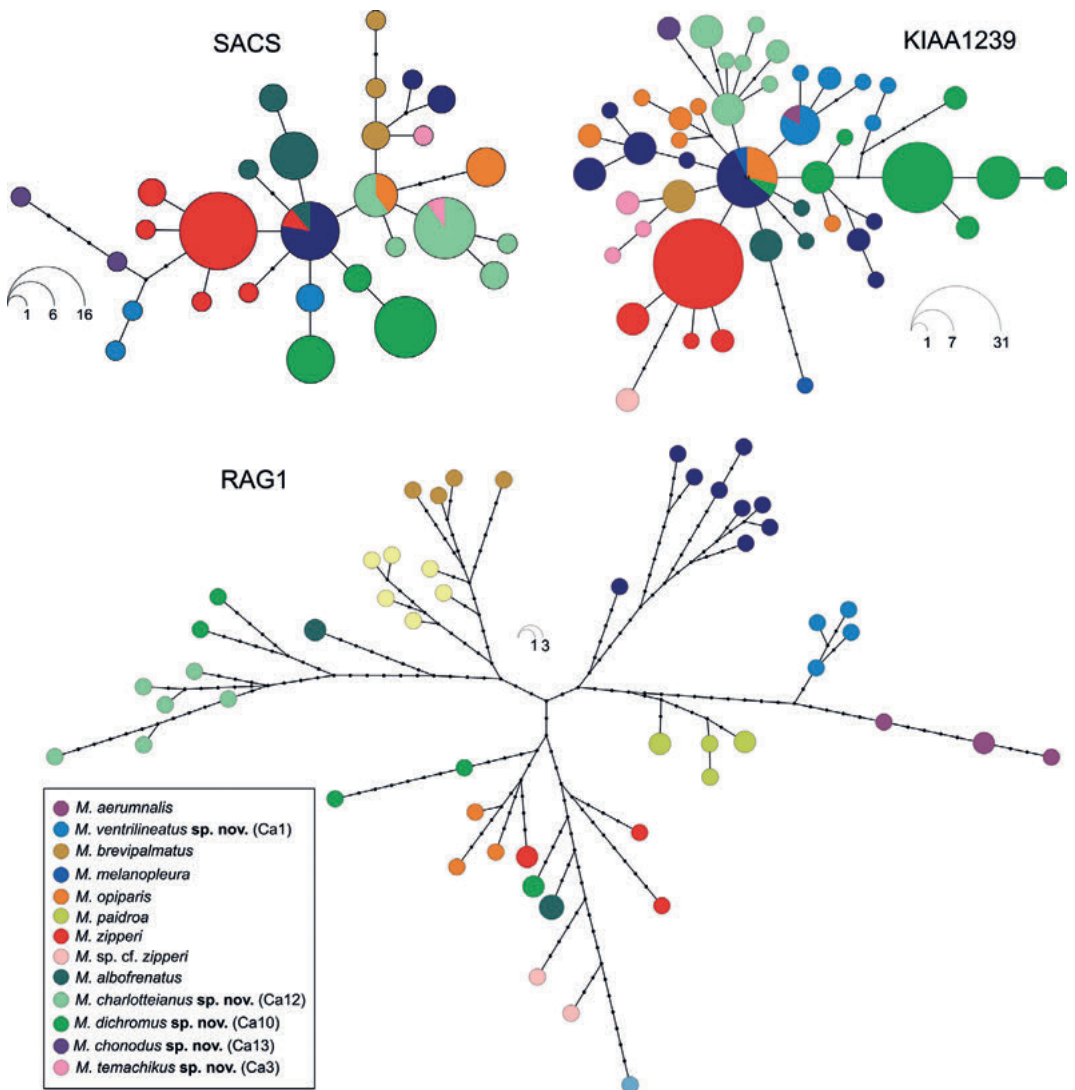 SACS
KIAA1239
1 6 16
1 7 31
RAG1
1 3
M. aerumnalis
M. ventrilineatus sp. nov. (Ca1)
M. brevipalmatus
M. melanopleura
M. opiparis
M. paidroa
M. zipperi
M. sp. cf. zipperi
M. albofrenatus
M. charlotteianus sp. nov. (Ca12)
M. dichromus sp. nov. (Ca10)
M. chonodus sp. nov. (Ca13)
M. temachikus sp. nov. (Ca3)